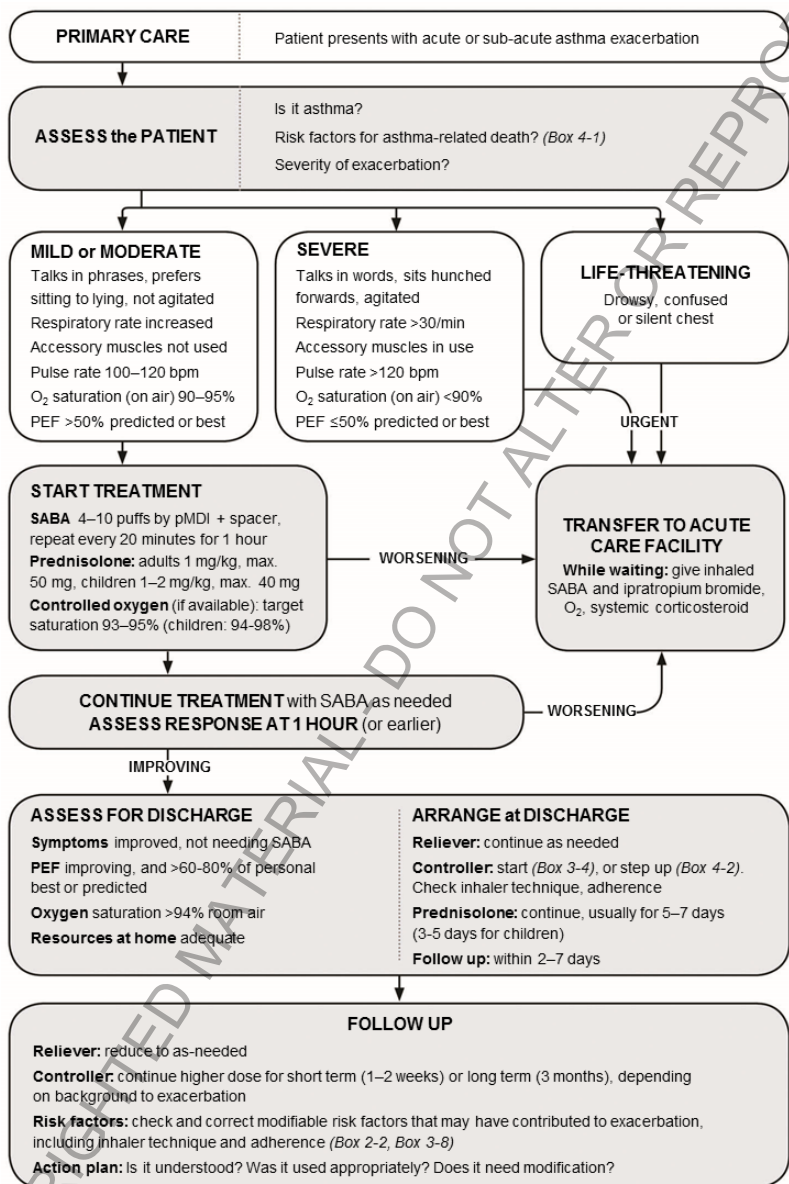 PRIMARY CARE
Patient presents with acute or sub-acute asthma exacerbation
ASSESS the PATIENT
Is it asthma?
Risk factors for asthma-related death? (Box 4-1)
Severity of exacerbation?
MILD or MODERATE
Talks in phrases, prefers
sitting to lying, not agitated
Respiratory rate increased
Accessory muscles not used
Pulse rate 100–120 bpm
O₂ saturation (on air) 90–95%
PEF >50% predicted or best
SEVERE
Talks in words, sits hunched
forwards, agitated
Respiratory rate >30/min
Accessory muscles in use
Pulse rate >120 bpm
O₂ saturation (on air) <90%
PEF ≤50% predicted or best
LIFE-THREATENING
Drowsy, confused
or silent chest
URGENT
START TREATMENT
SABA 4–10 puffs by pMDI + spacer,
repeat every 20 minutes for 1 hour
Prednisolone: adults 1 mg/kg, max.
50 mg, children 1–2 mg/kg, max. 40 mg
Controlled oxygen (if available): target
saturation 93–95% (children: 94-98%)
WORSENING
TRANSFER TO ACUTE
CARE FACILITY
While waiting: give inhaled
SABA and ipratropium bromide,
O₂, systemic corticosteroid
CONTINUE TREATMENT with SABA as needed
ASSESS RESPONSE AT 1 HOUR (or earlier)
WORSENING
IMPROVING
ASSESS FOR DISCHARGE
Symptoms improved, not needing SABA
PEF improving, and >60-80% of personal
best or predicted
Oxygen saturation >94% room air
Resources at home adequate
ARRANGE at DISCHARGE
Reliever: continue as needed
Controller: start (Box 3-4), or step up (Box 4-2).
Check inhaler technique, adherence
Prednisolone: continue, usually for 5–7 days
(3-5 days for children)
Follow up: within 2–7 days
FOLLOW UP
Reliever: reduce to as-needed
Controller: continue higher dose for short term (1–2 weeks) or long term (3 months), depending
on background to exacerbation
Risk factors: check and correct modifiable risk factors that may have contributed to exacerbation,
including inhaler technique and adherence (Box 2-2, Box 3-8)
Action plan: Is it understood? Was it used appropriately? Does it need modification?
MATERIAL - DO NOT ALTER OR